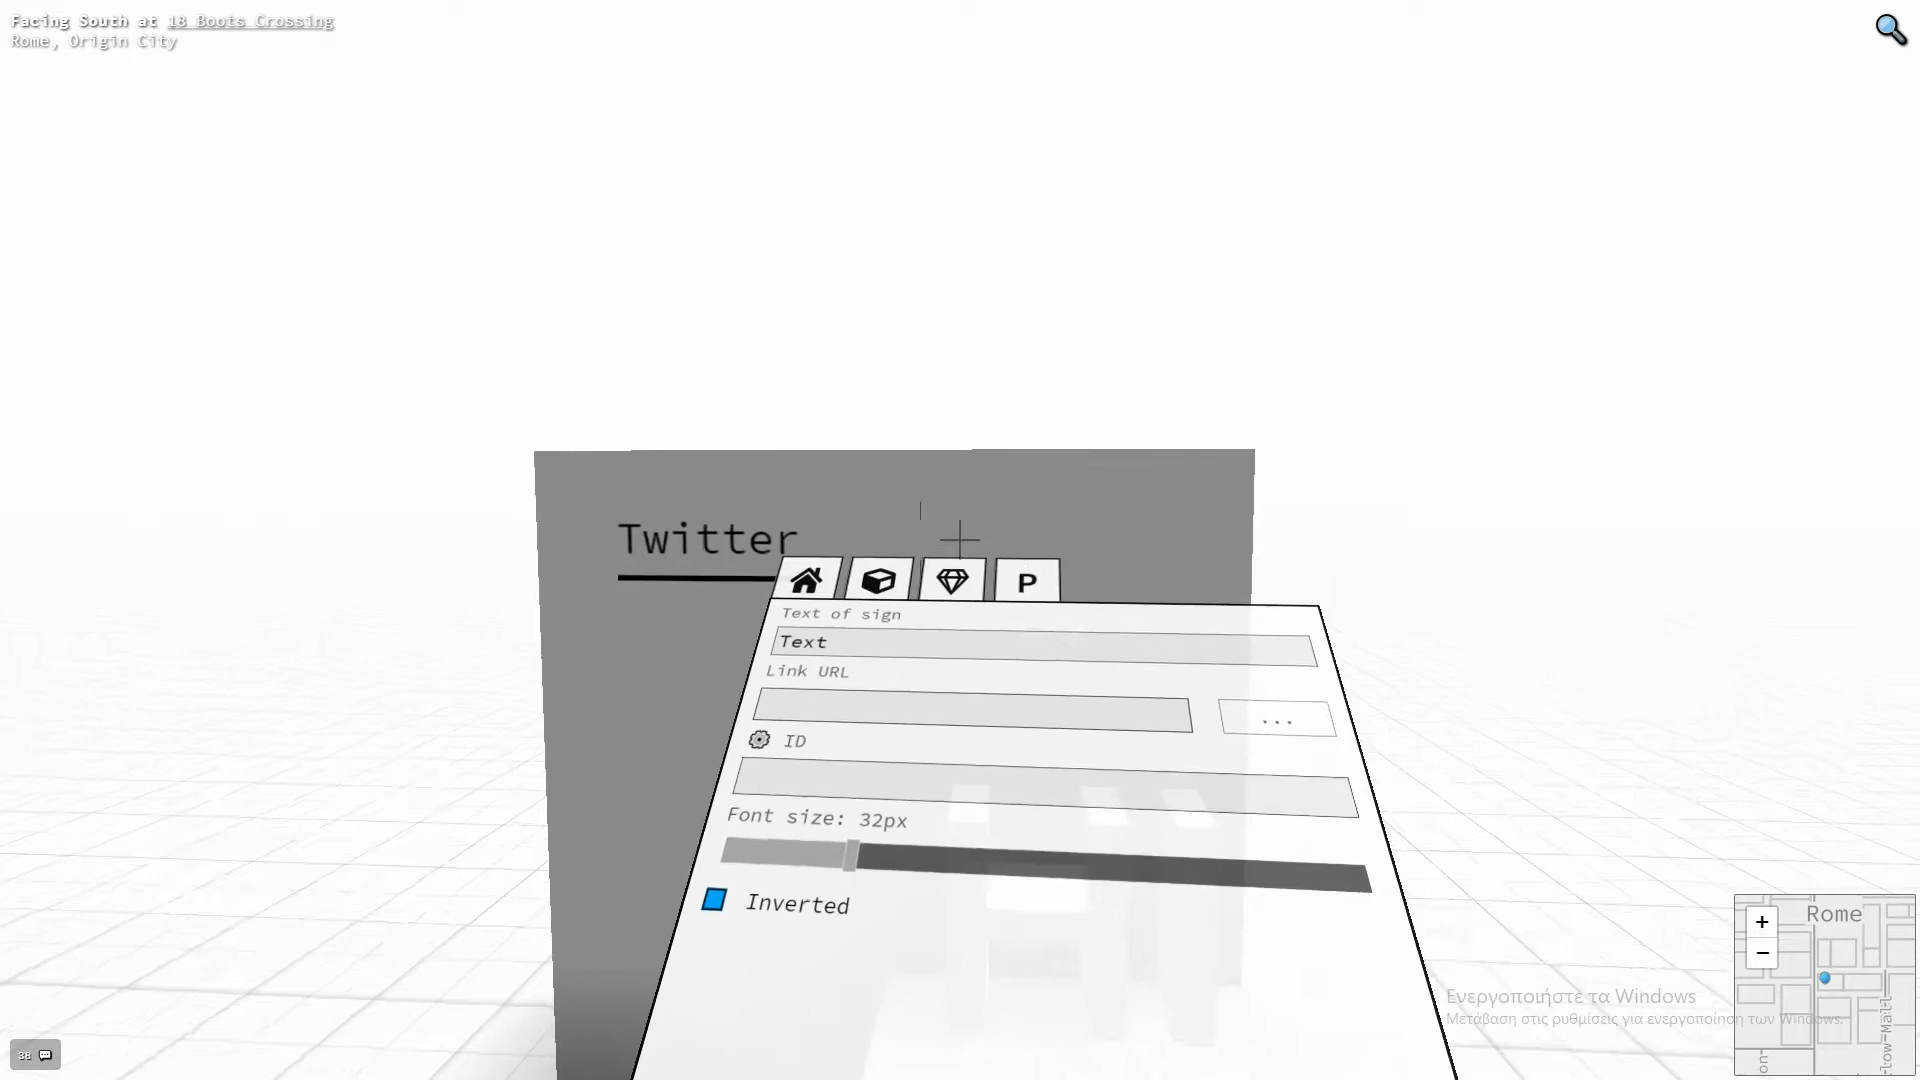 Facing South at 18 Boots Crossing
Rome, Origin City
Twitter
P
Text of sign
Text
Link URL
...
ID
Font size: 32px
Inverted
+
Rome
−
Ενεργοποιήστε τα Windows
Μετάβαση στις ρυθμίσεις για ενεργοποίηση των Windows.
38